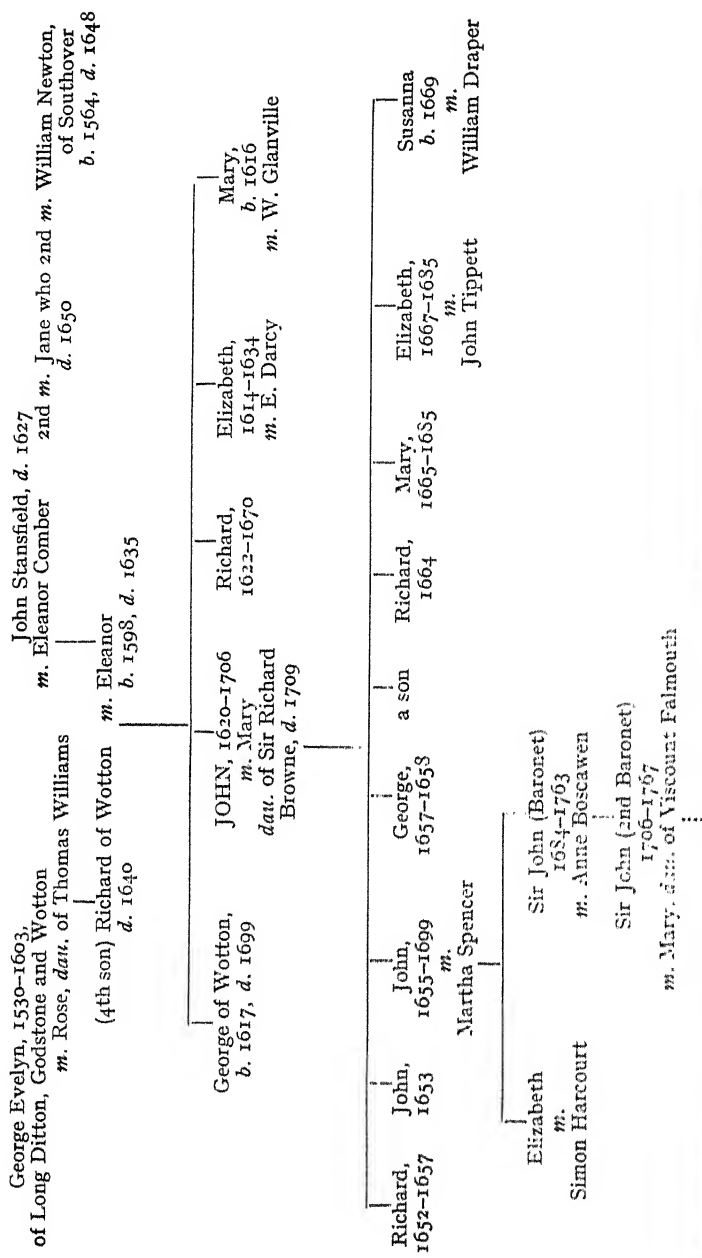 George Evelyn, 1530–1603,
of Long Ditton, Godstone and Wotton
m. Rose, dau. of Thomas Williams
John Stansfield, d. 1627
m. Eleanor Comber
2nd m. Jane who 2nd m. William Newton,
d. 1650
of Southover
b. 1564, d. 1648
(4th son) Richard of Wotton
d. 1640
m. Eleanor
b. 1598, d. 1635
George of Wotton,
b. 1617, d. 1699
JOHN, 1620–1706
m. Mary
dau. of Sir Richard
Browne, d. 1709
Richard,
1622–1670
Elizabeth,
1614–1634
m. E. Darcy
Mary,
b. 1616
m. W. Glanville
Richard,
1652–1657
John,
1653
John,
1655–1699
m.
Martha Spencer
George,
1657–1658
a son
Richard,
1664
Mary,
1665–1685
Elizabeth,
1667–1685
m.
John Tippett
Susanna
b. 1669
m.
William Draper
Elizabeth
m.
Simon Harcourt
Sir John (Baronet)
1684–1763
m. Anne Boscawen
Sir John (2nd Baronet)
1706–1767
m. Mary, dau. of Viscount Falmouth